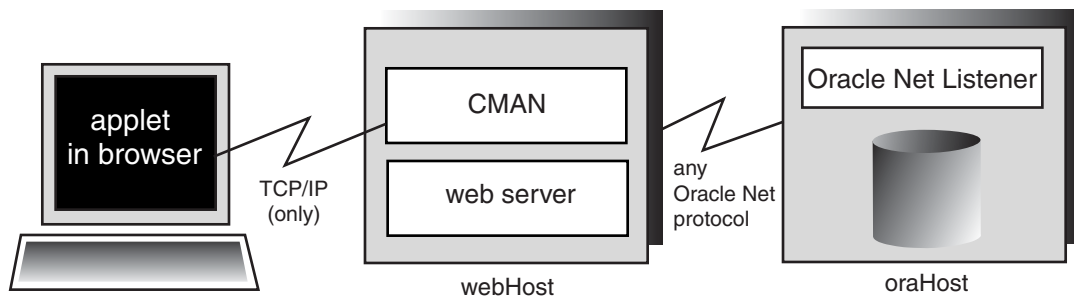 applet
in browser
TCP/IP
(only)
CMAN
web server
webHost
any
Oracle Net
protocol
Oracle Net Listener
oraHost